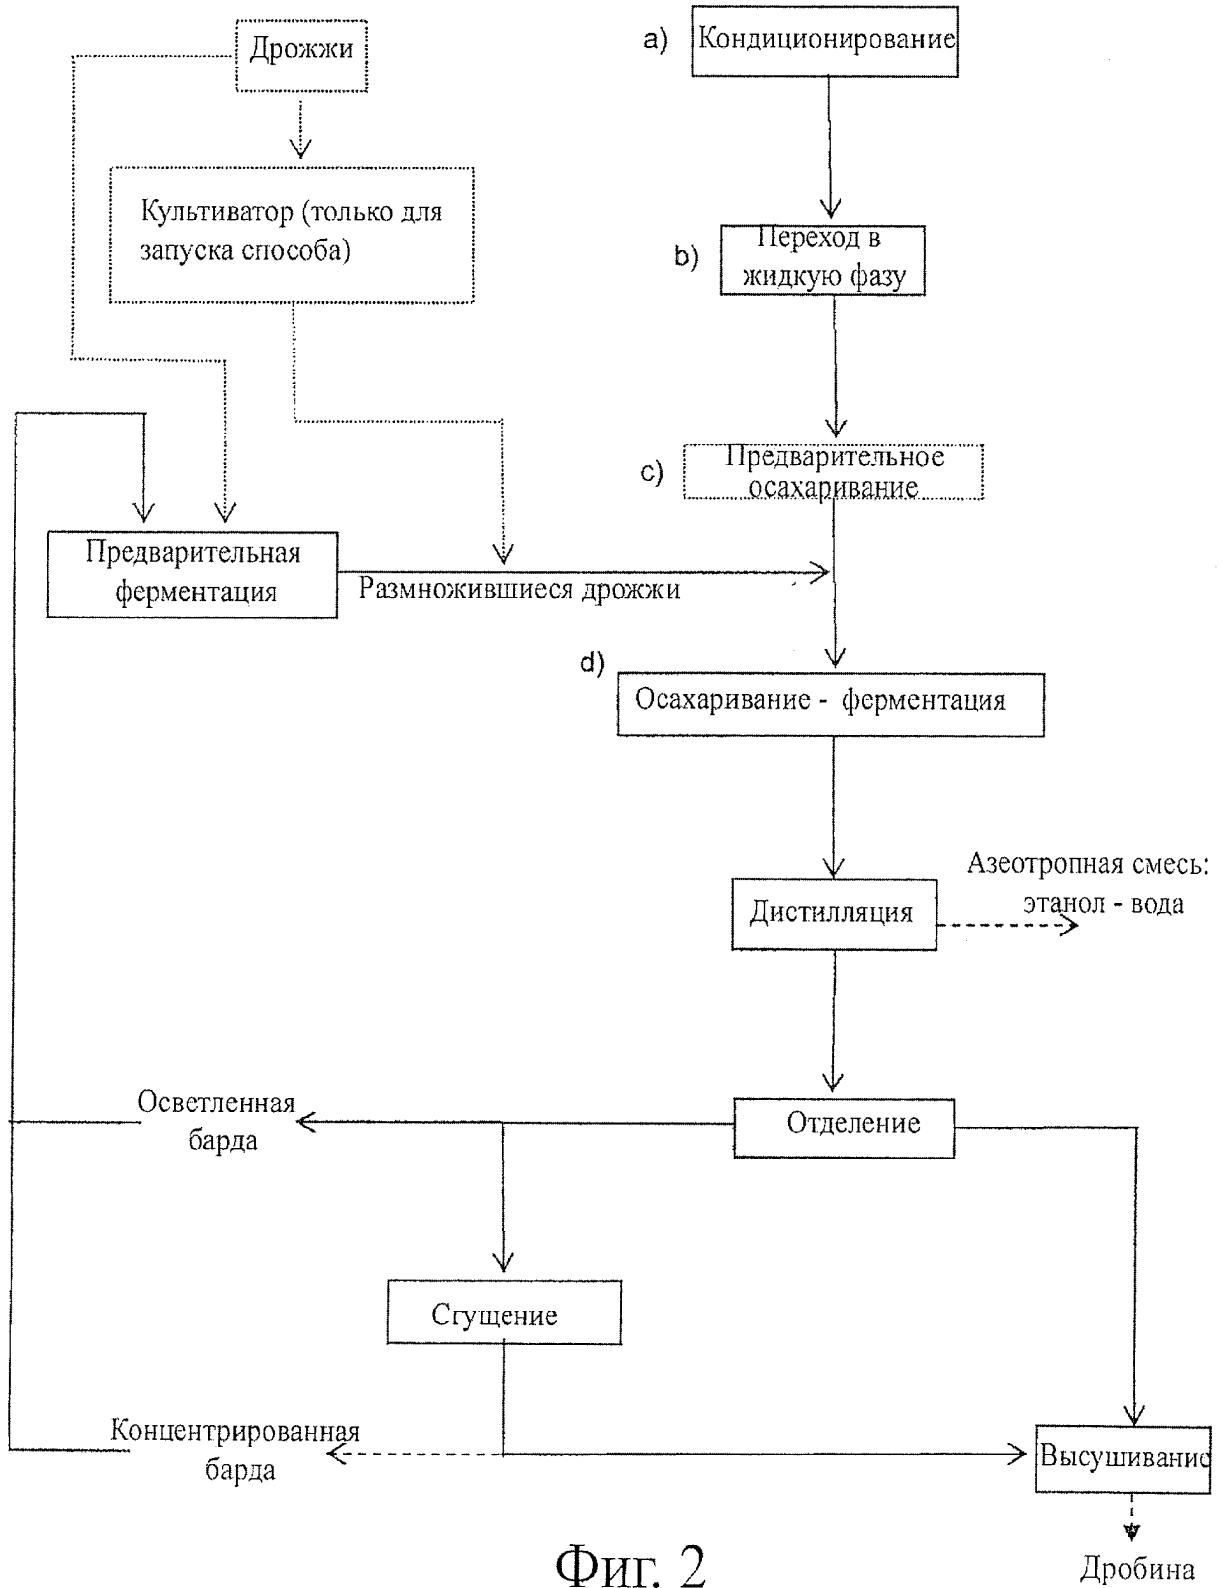 Дрожжи
a) Кондиционирование
Культиватор (только для
запуска способа)
b) Переход в
жидкую фазу
c) Предварительное
осахаривание
Предварительная
ферментация
Размножившиеся дрожжи
d)
Осахаривание - ферментация
Азеотропная смесь:
этанол - вода
Дистилляция
Осветленная
барда
Отделение
Сгущение
Концентрированная
барда
Высушивание
Дробина
Фиг. 2